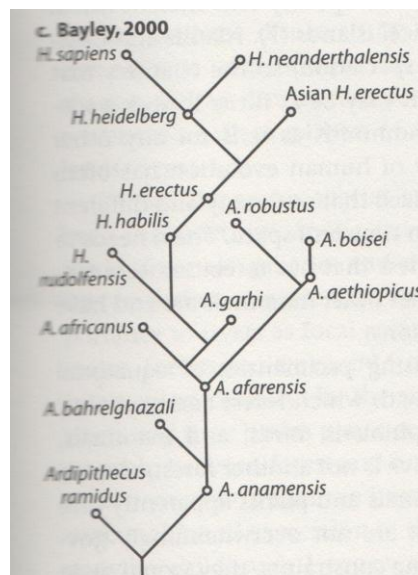 c. Bayley, 2000
H. sapiens
H. neanderthalensis
Asian H. erectus
H. heidelberg
H. erectus
H. habilis
A. robustus
A. boisei
H.
rudolfensis
A. garhi
A. aethiopicus
A. africanus
A. afarensis
A. bahrelghazali
Ardipithecus
ramidus
A. anamensis